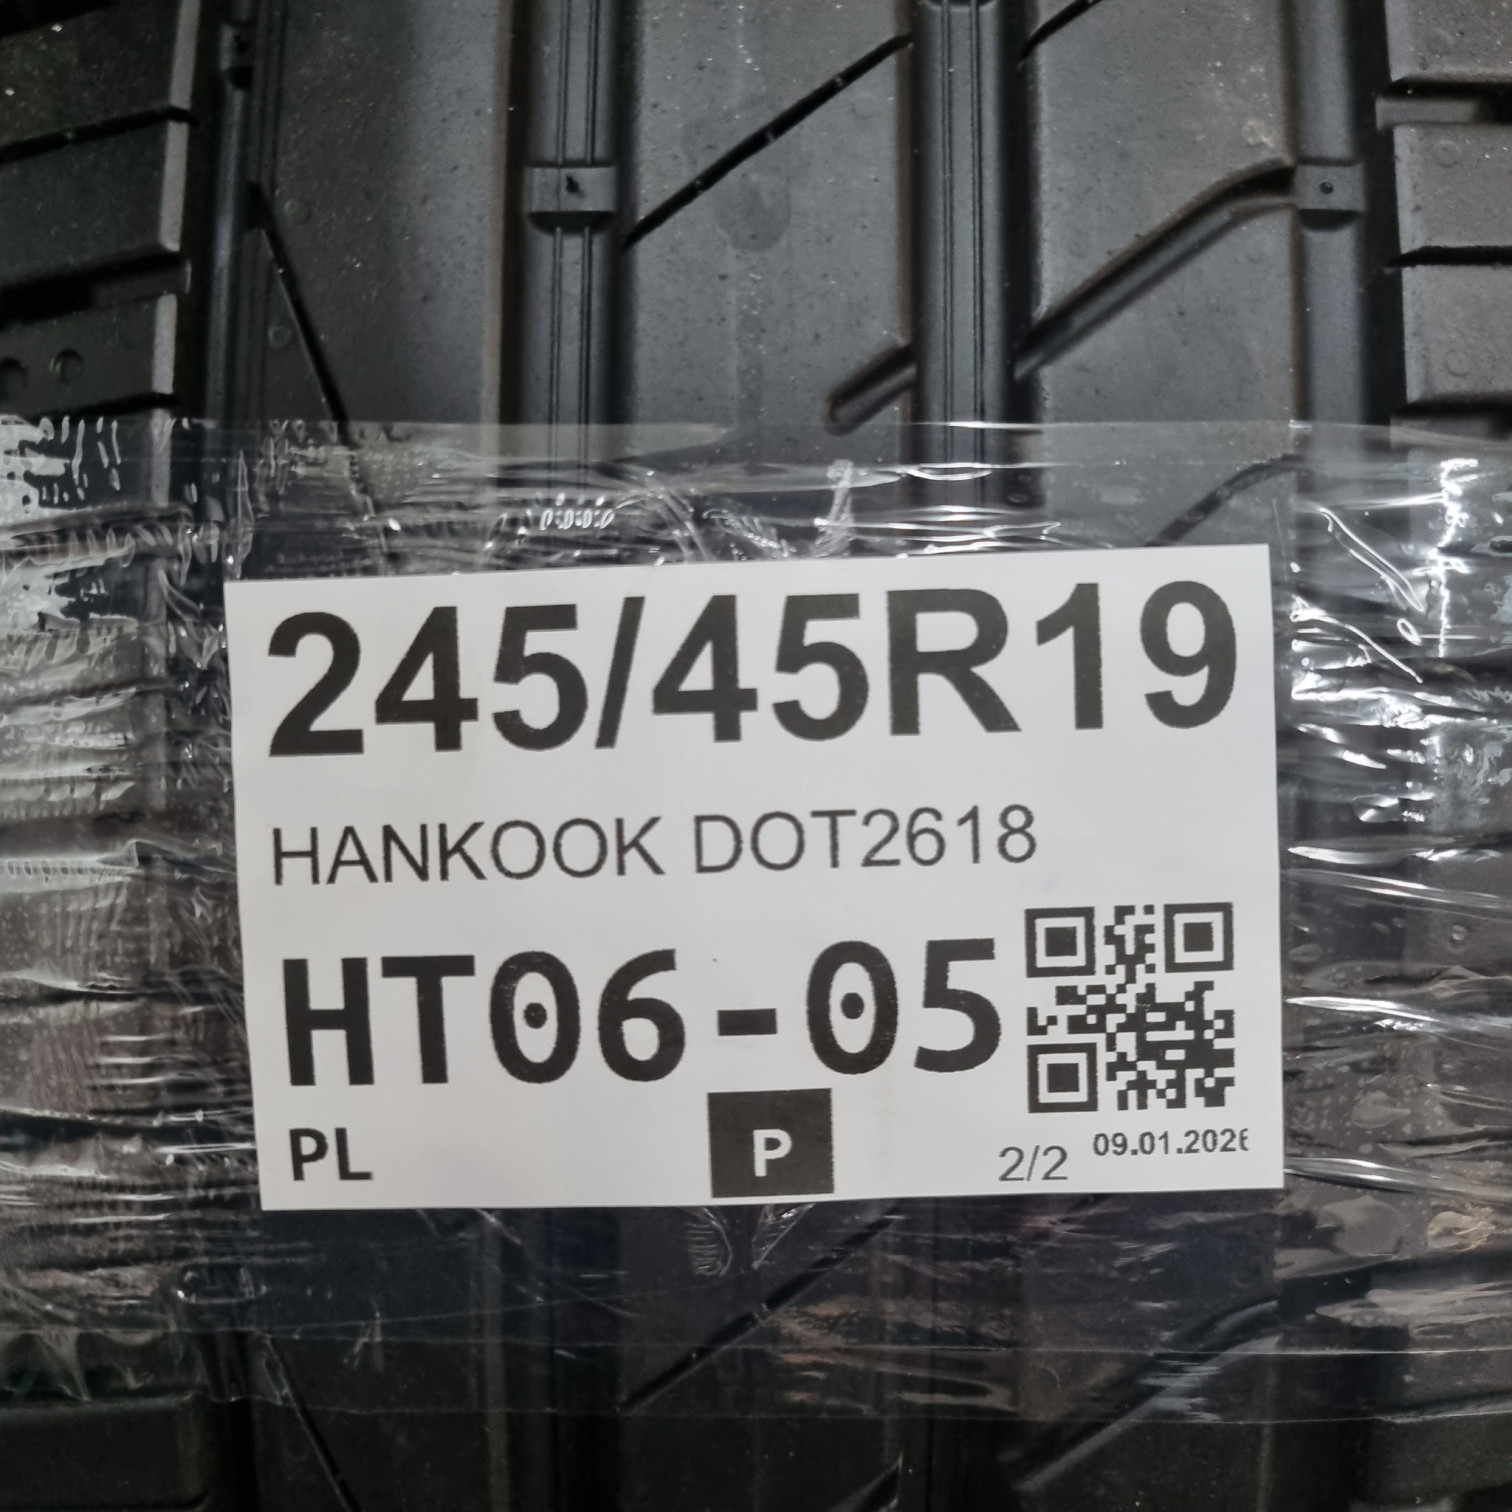 245/45R19
HANKOOK DOT2618
HT06-05
PL
P
2/2 09.01.2026